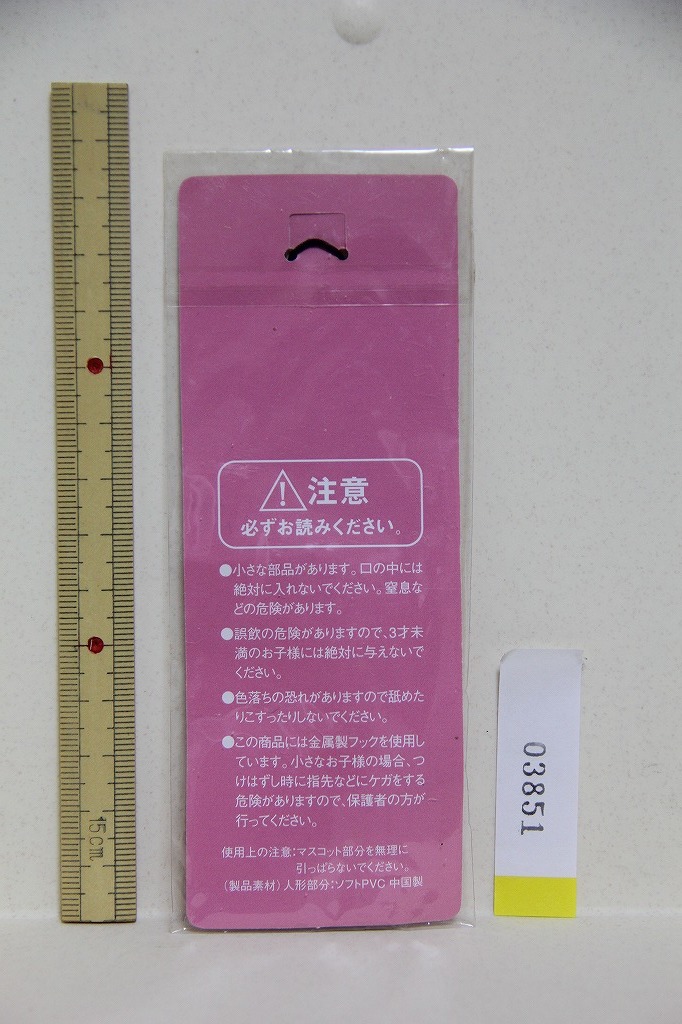 注意
必ずお読みください。
●小さな部品があります。口の中には
絶対に入れないでください。窒息な
どの危険があります。
●誤飲の危険がありますので、3才未
満のお子様には絶対に与えないで
ください。
●色落ちの恐れがありますので舐めた
りこすったりしないでください。
●この商品には金属製フックを使用し
ています。小さなお子様の場合、つ
けはずし時に指先などにケガをする
危険がありますので、保護者の方が
行ってください。
使用上の注意:マスコット部分を無理に
引っぱらないでください。
(製品素材)人形部分:ソフトPVC 中国製
15cm
03851